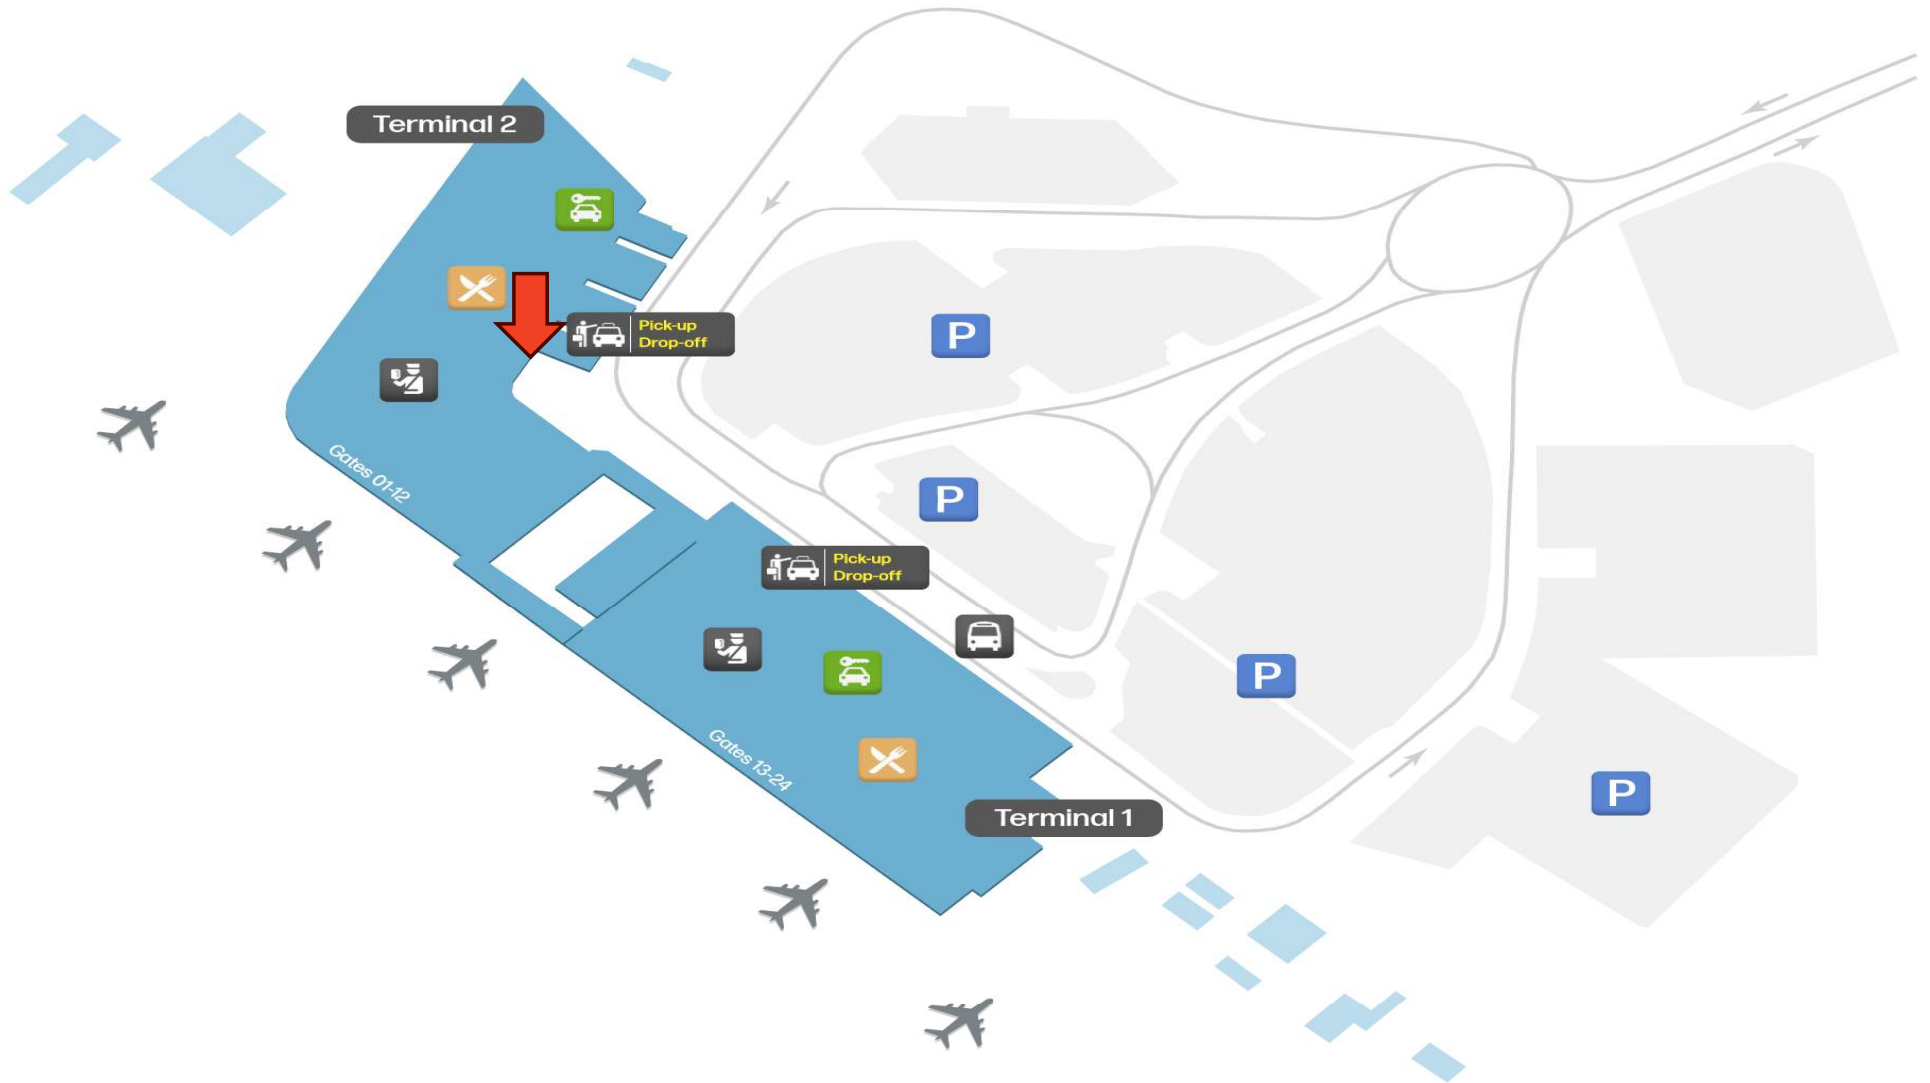 Terminal 2
Pick-up
Drop-off
P
Gates 01-12
P
Pick-up
Drop-off
P
Gates 13-24
P
Terminal 1